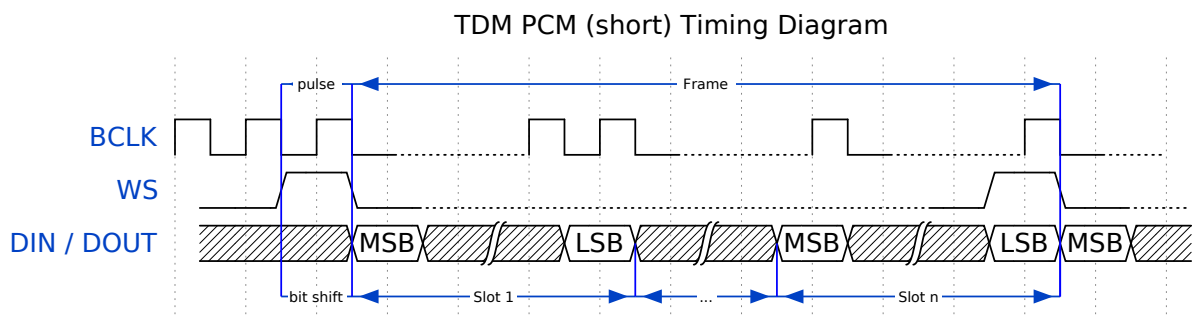 TDM PCM (short) Timing Diagram
pulse Frame
BCLK
WS
DIN / DOUT MSB LSB MSB LSB MSB
bit shift Slot 1 ... Slot n